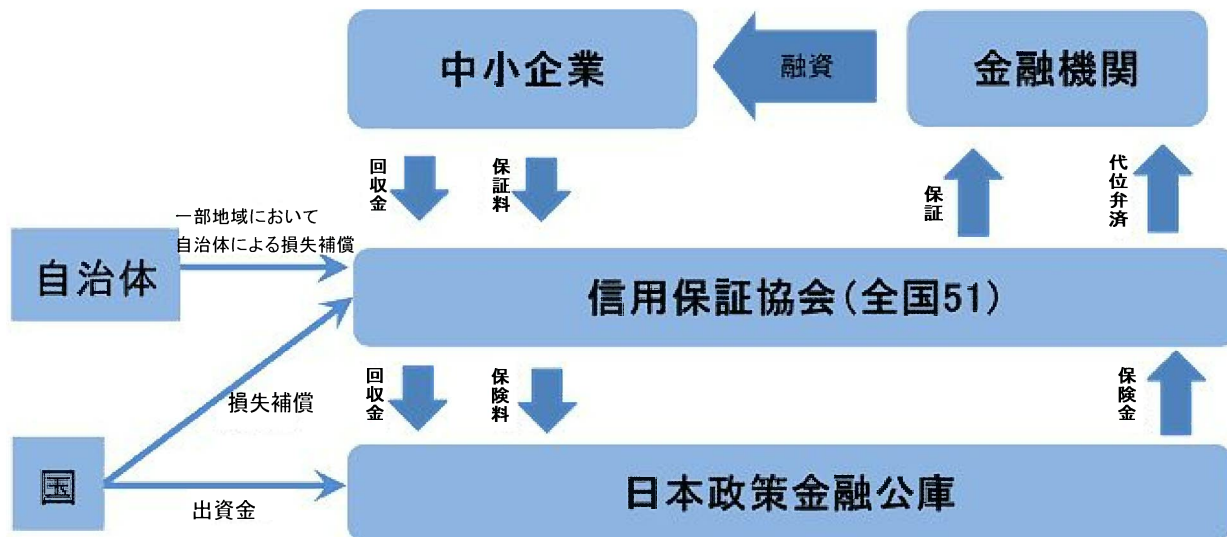 中小企業
融資
金融機関
回収金
保証料
保証
代位弁済
一部地域において
自治体による損失補償
自治体
信用保証協会(全国51)
損失補償
回収金
保険料
保険金
国
出資金
日本政策金融公庫